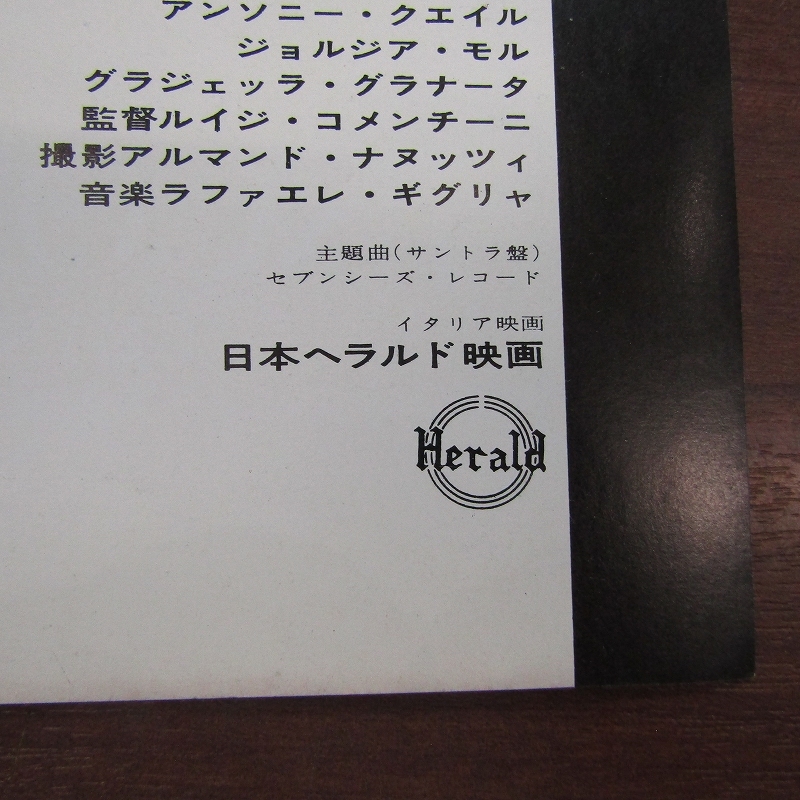 アンソニー・クエイル
ジョルジア・モル
グラジェッラ・グラナータ
監督ルイジ・コメンチーニ
撮影アルマンド・ナヌッツィ
音楽ラファエレ・ギグリャ
主題曲(サントラ盤)
セブンシーズ・レコード
イタリア映画
日本ヘラルド映画
Herald